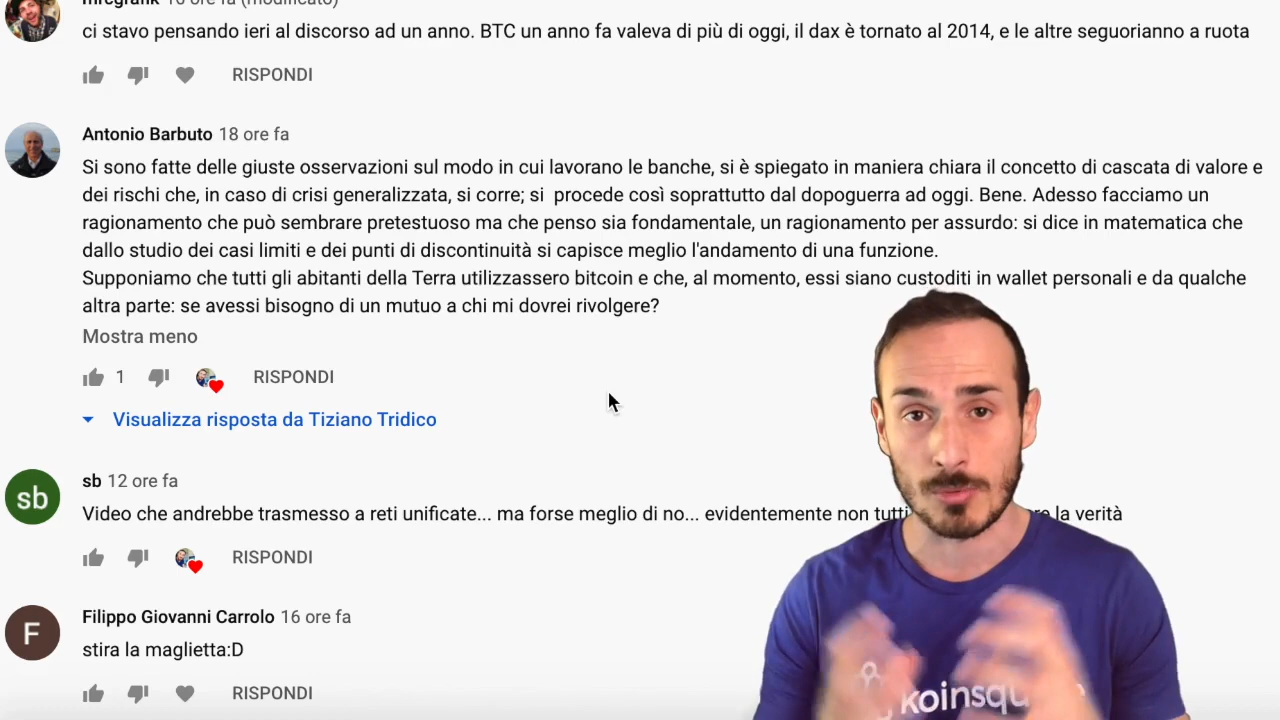 16 ore fa (modificato)
ci stavo pensando ieri al discorso ad un anno. BTC un anno fa valeva di più di oggi, il dax è tornato al 2014, e le altre seguorianno a ruota
RISPONDI
Antonio Barbuto 18 ore fa
Si sono fatte delle giuste osservazioni sul modo in cui lavorano le banche, si è spiegato in maniera chiara il concetto di cascata di valore e
dei rischi che, in caso di crisi generalizzata, si corre; si procede così soprattutto dal dopoguerra ad oggi. Bene. Adesso facciamo un
ragionamento che può sembrare pretestuoso ma che penso sia fondamentale, un ragionamento per assurdo: si dice in matematica che
dallo studio dei casi limiti e dei punti di discontinuità si capisce meglio l'andamento di una funzione.
Supponiamo che tutti gli abitanti della Terra utilizzassero bitcoin e che, al momento, essi siano custoditi in wallet personali e da qualche
altra parte: se avessi bisogno di un mutuo a chi mi dovrei rivolgere?
Mostra meno
1 RISPONDI
Visualizza risposta da Tiziano Tridico
sb 12 ore fa
sb
Video che andrebbe trasmesso a reti unificate... ma forse meglio di no... evidentemente non tutti la verità
RISPONDI
Filippo Giovanni Carrolo 16 ore fa
F
stira la maglietta:D
RISPONDI